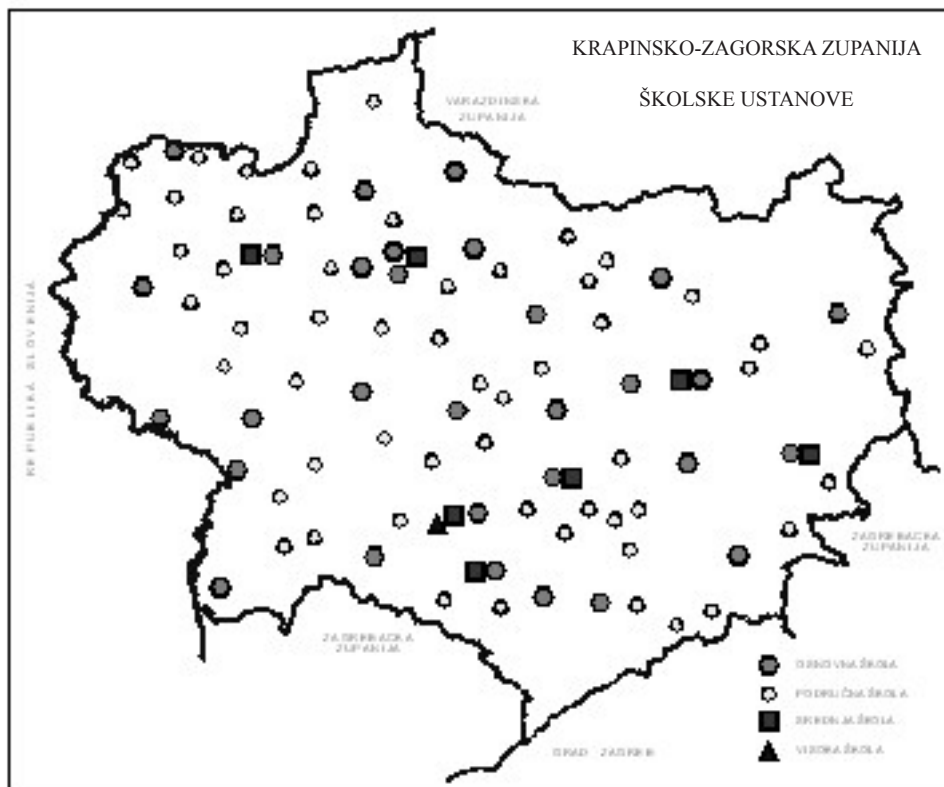 KRAPINSKO-ZAGORSKA ZUPANIJA
ŠKOLSKE USTANOVE
VARAŽDINSKA
ŽUPANIJA
REPUBLIKA SLOVENIJA
ZAGREBAČKA
ŽUPANIJA
ZAGREBAČKA
ŽUPANIJA
GRAD ZAGREB
OSNOVNA ŠKOLA
PODRUČNA ŠKOLA
SREDNJA ŠKOLA
VISOKA ŠKOLA